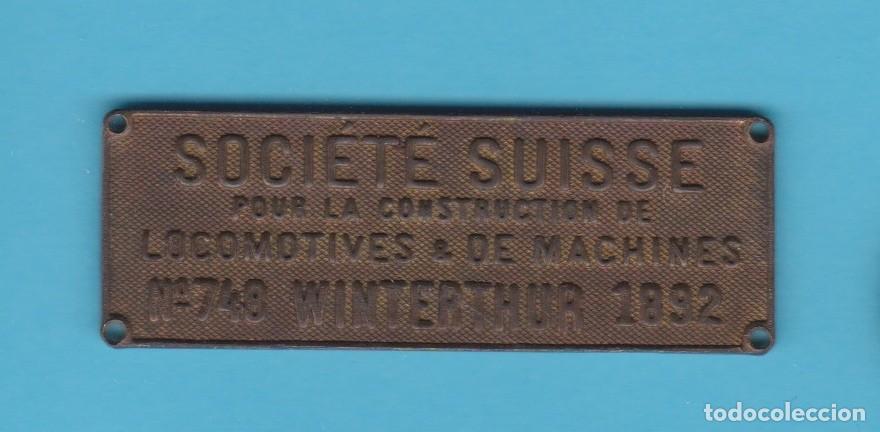 SOCIÉTÉ SUISSE
POUR LA CONSTRUCTION DE
LOCOMOTIVES & DE MACHINES
No 749 WINTERTHUR 1892
todocoleccion